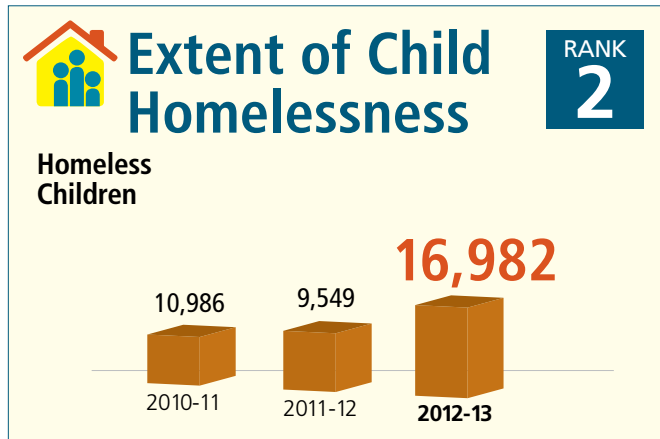 Extent of Child
Homelessness
RANK
2
Homeless
Children
10,986
9,549
16,982
2010-11
2011-12
2012-13